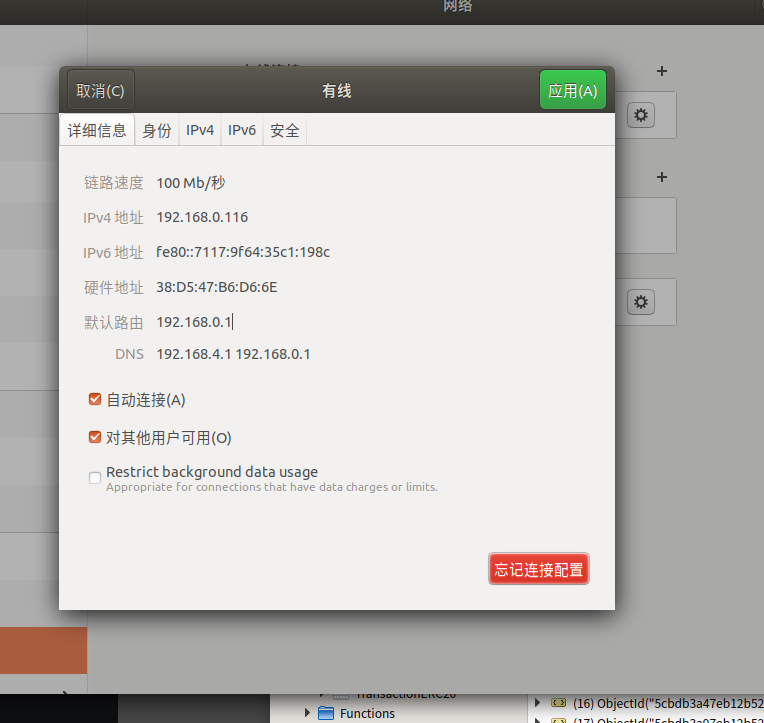 网络
取消(C)
有线
应用(A)
详细信息 身份 IPv4 IPv6 安全
链路速度 100 Mb/秒
IPv4 地址 192.168.0.116
IPv6 地址 fe80::7117:9f64:35c1:198c
硬件地址 38:D5:47:B6:D6:6E
默认路由 192.168.0.1
DNS 192.168.4.1 192.168.0.1
自动连接(A)
对其他用户可用(O)
Restrict background data usage
Appropriate for connections that have data charges or limits.
忘记连接配置
TransactionERC20
Functions
(16) ObjectId("5cbdb3a47eb12b52